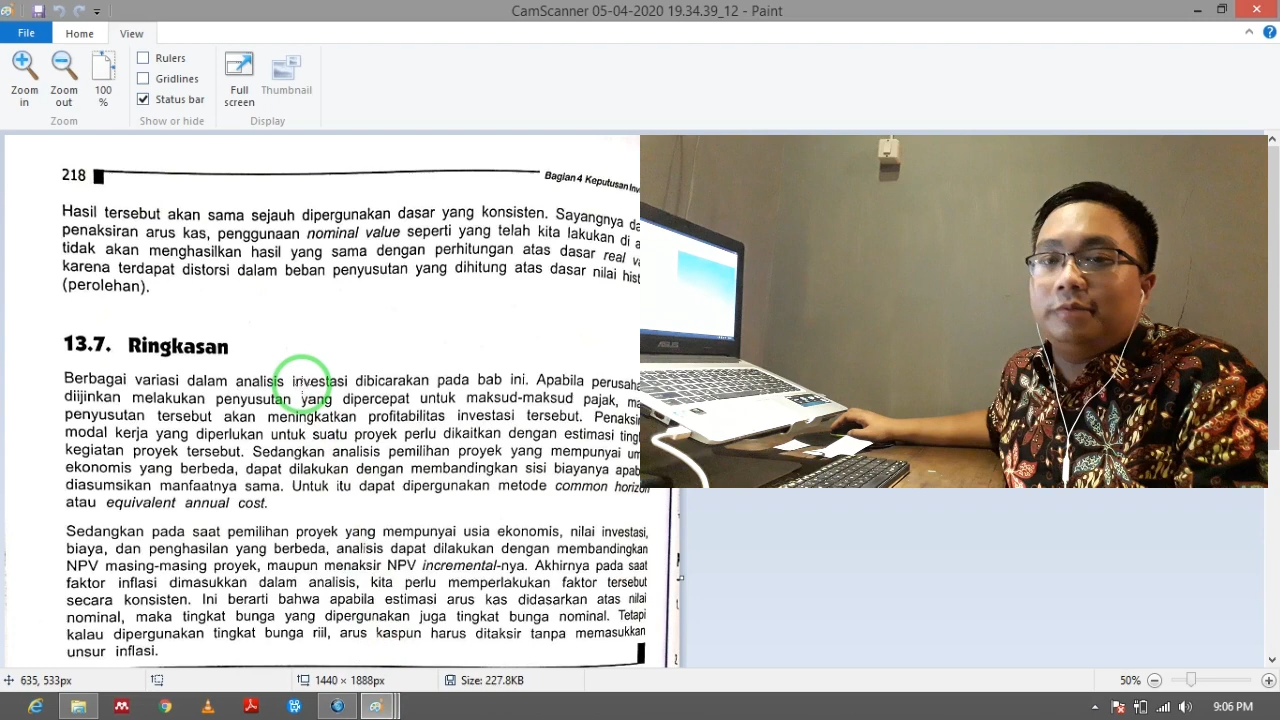 CamScanner 05-04-2020 19.34.39_12 - Paint
File Home View
Zoom in
Zoom out
100 %
Rulers
Gridlines
Status bar
Full screen
Thumbnail
Zoom
Show or hide
Display
218
Bagian 4 Keputusan
Hasil tersebut akan sama sejauh dipergunakan dasar yang konsisten. Sayangnya
penaksiran arus kas, penggunaan nominal value seperti yang telah kita lakukan di
tidak akan menghasilkan hasil yang sama dengan perhitungan atas dasar real
karena terdapat distorsi dalam beban penyusutan yang dihitung atas dasar nilai
(perolehan).
13.7. Ringkasan
Berbagai variasi dalam analisis investasi dibicarakan pada bab ini. Apabila
diijinkan melakukan penyusutan yang dipercepat untuk maksud-maksud pajak,
penyusutan tersebut akan meningkatkan profitabilitas investasi tersebut.
modal kerja yang diperlukan untuk suatu proyek perlu dikaitkan dengan estimasi
kegiatan proyek tersebut. Sedangkan analisis pemilihan proyek yang mempunyai
ekonomis yang berbeda, dapat dilakukan dengan membandingkan sisi biayanya
diasumsikan manfaatnya sama. Untuk itu dapat dipergunakan metode common horizon
atau equivalent annual cost.
Sedangkan pada saat pemilihan proyek yang mempunyai usia ekonomis, nilai investasi,
biaya, dan penghasilan yang berbeda, analisis dapat dilakukan dengan membandingkan
NPV masing-masing proyek, maupun menaksir NPV incremental-nya. Akhirnya pada saat
faktor inflasi dimasukkan dalam analisis, kita perlu memperlakukan faktor tersebut
secara konsisten. Ini berarti bahwa apabila estimasi arus kas didasarkan atas nilai
nominal, maka tingkat bunga yang dipergunakan juga tingkat bunga nominal. Tetapi
kalau dipergunakan tingkat bunga riil, arus kaspun harus ditaksir tanpa memasukkan
unsur inflasi.
ASUS
635, 533px
1440 × 1888px
Size: 227.8KB
50%
9:06 PM